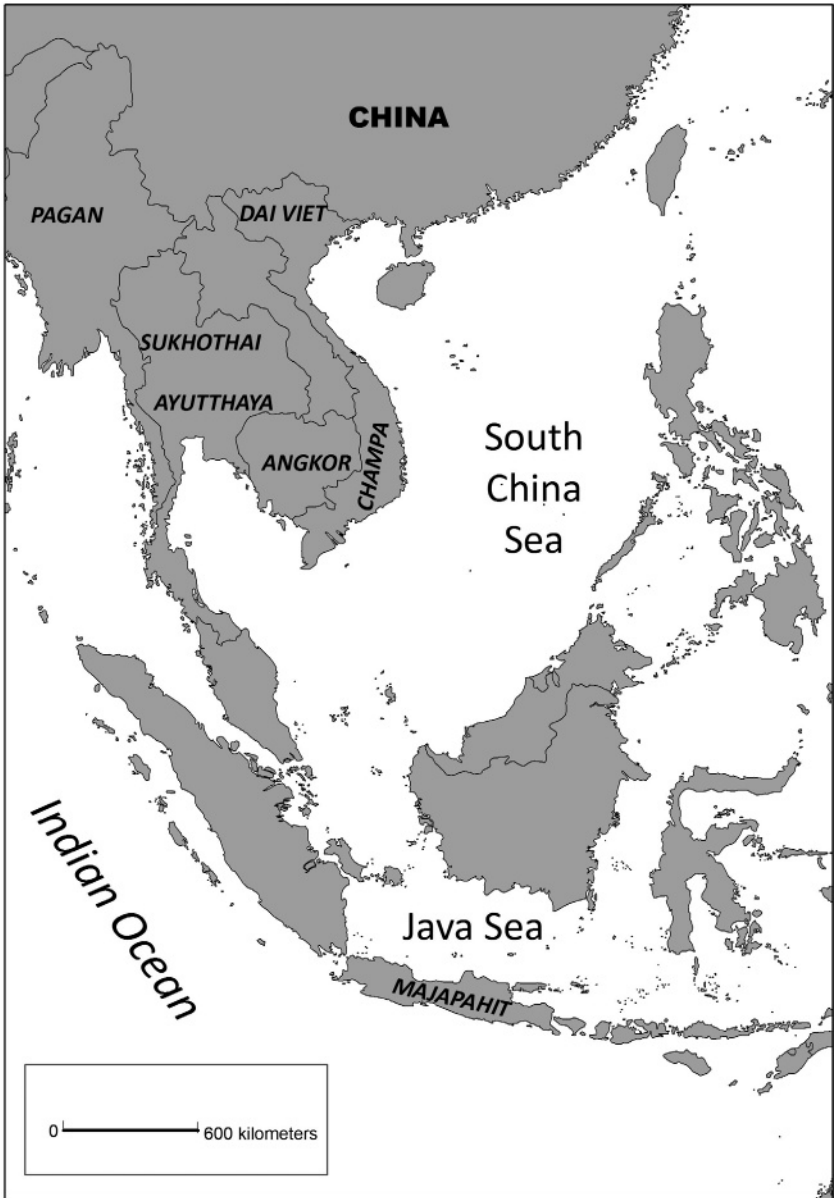 CHINA
PAGAN
DAI VIET
SUKHOTHAI
AYUTTHAYA
ANGKOR
CHAMPA
South
China
Sea
Indian Ocean
Java Sea
MAJAPAHIT
0 600 kilometers